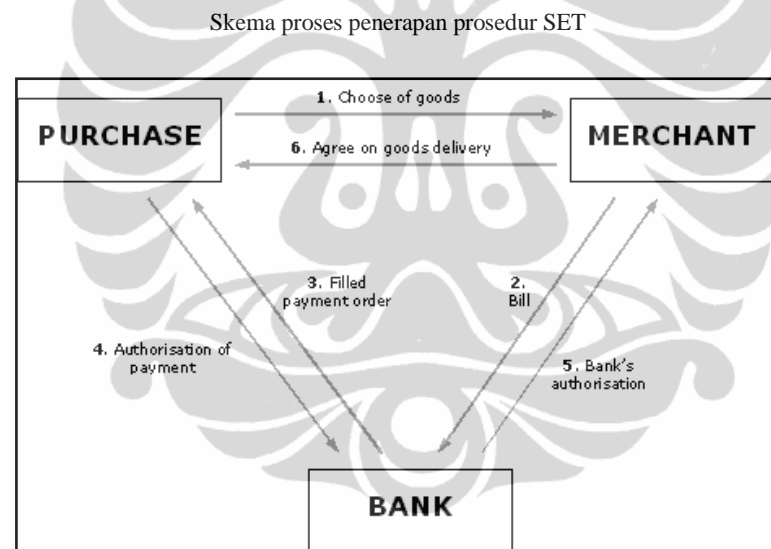 Skema proses penerapan prosedur SET
1. Choose of goods
PURCHASE
MERCHANT
6. Agree on goods delivery
3. Filled
payment order
2.
Bill
4. Authorisation of
payment
5. Bank's
authorisation
BANK